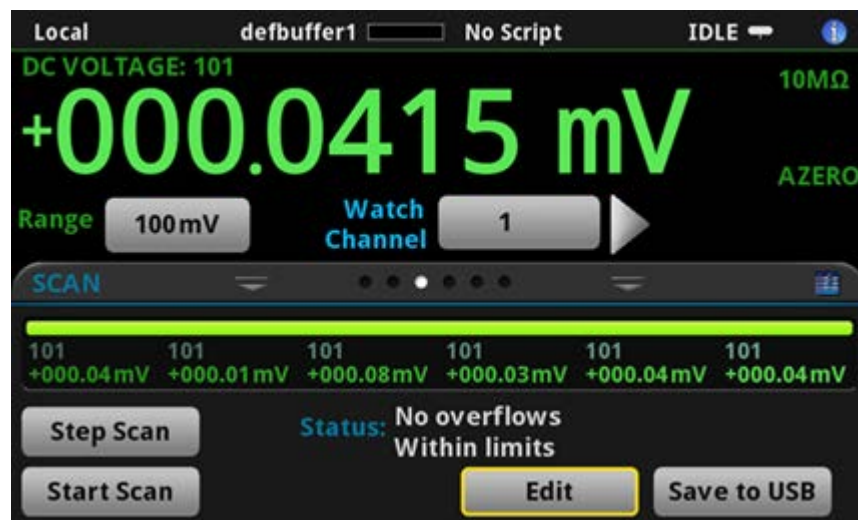 Local defbuffer1 No Script IDLE i
DC VOLTAGE: 101
10MΩ
+000.0415 mV
AZERO
Range 100mV Watch Channel 1
SCAN
101 101 101 101 101 101
+000.04mV +000.01mV +000.08mV +000.03mV +000.04mV +000.04mV
Step Scan Status: No overflows
Within limits
Start Scan Edit Save to USB